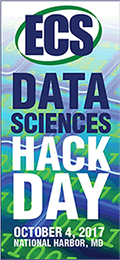 ECS
DATA
SCIENCES
HACK
DAY
OCTOBER 4, 2017
NATIONAL HARBOR, MD